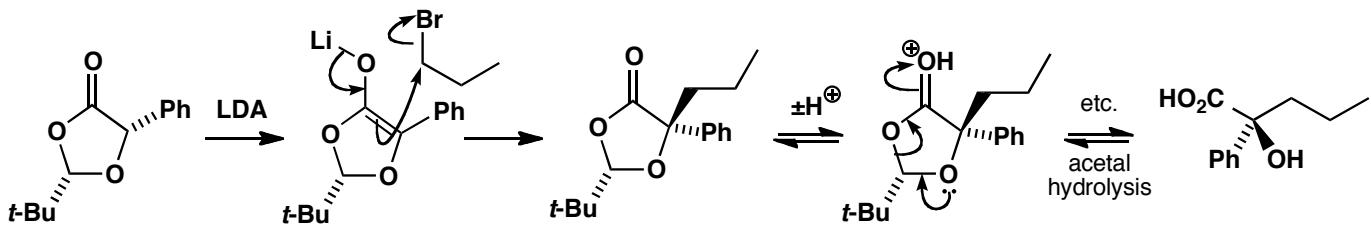 O
Ph
O
O
t-Bu
LDA
Li
O
Br
Ph
O
O
t-Bu
O
O
Ph
O
t-Bu
±H⊕
⊕
OH
O
Ph
O
t-Bu
etc.
acetal
hydrolysis
HO2C
Ph
OH